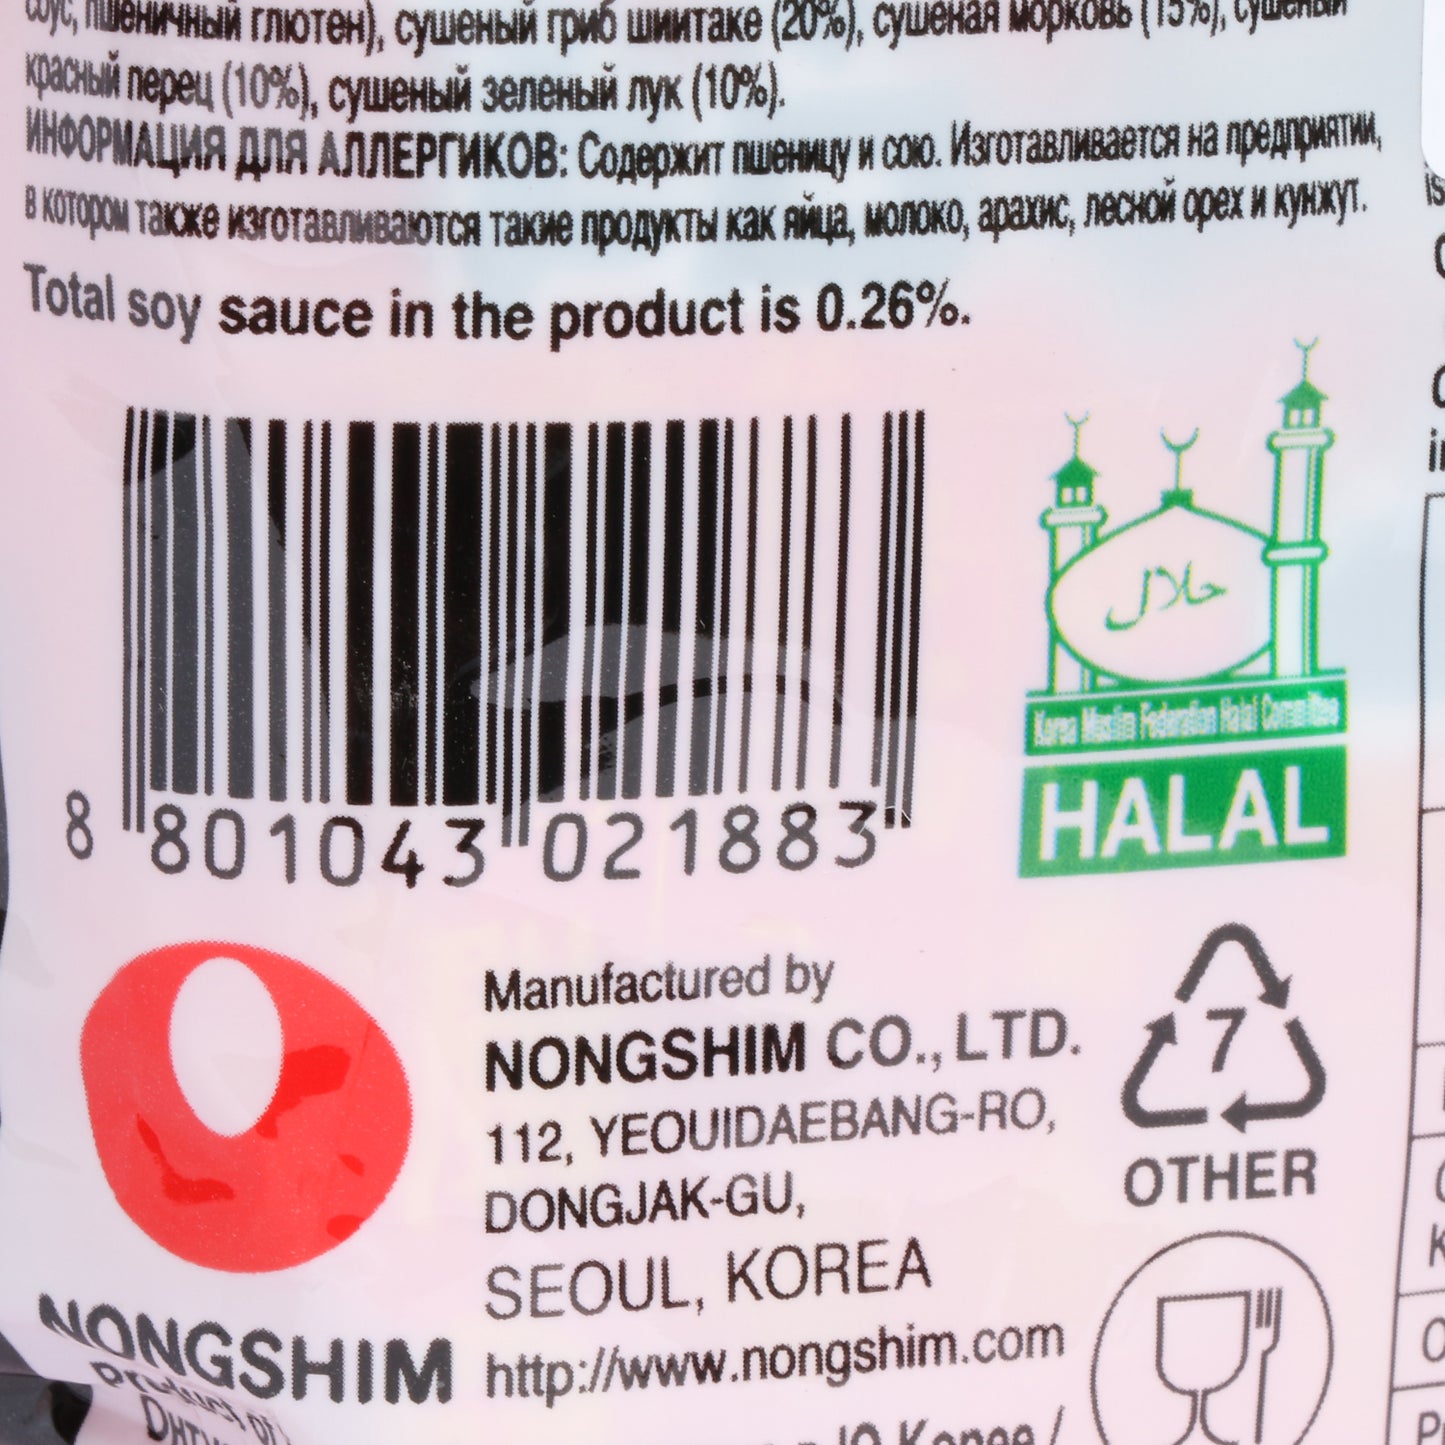 соус, пшеничный глютен), сушеный гриб шиитаке (20%), сушеная морковь (15%), сушеный
красный перец (10%), сушеный зеленый лук (10%).
ИНФОРМАЦИЯ ДЛЯ АЛЛЕРГИКОВ: Содержит пшеницу и сою. Изготавливается на предприятии,
в котором также изготавливаются такие продукты как яйца, молоко, арахис, лесной орех и кунжут.
Total soy sauce in the product is 0.26%.
8 801043 021883
حلال
Korea Muslim Federation Halal Committee
HALAL
Manufactured by
NONGSHIM CO., LTD.
112, YEOUIDAEBANG-RO,
DONGJAK-GU,
SEOUL, KOREA
http://www.nongshim.com
7
OTHER
NONGSHIM
Product of